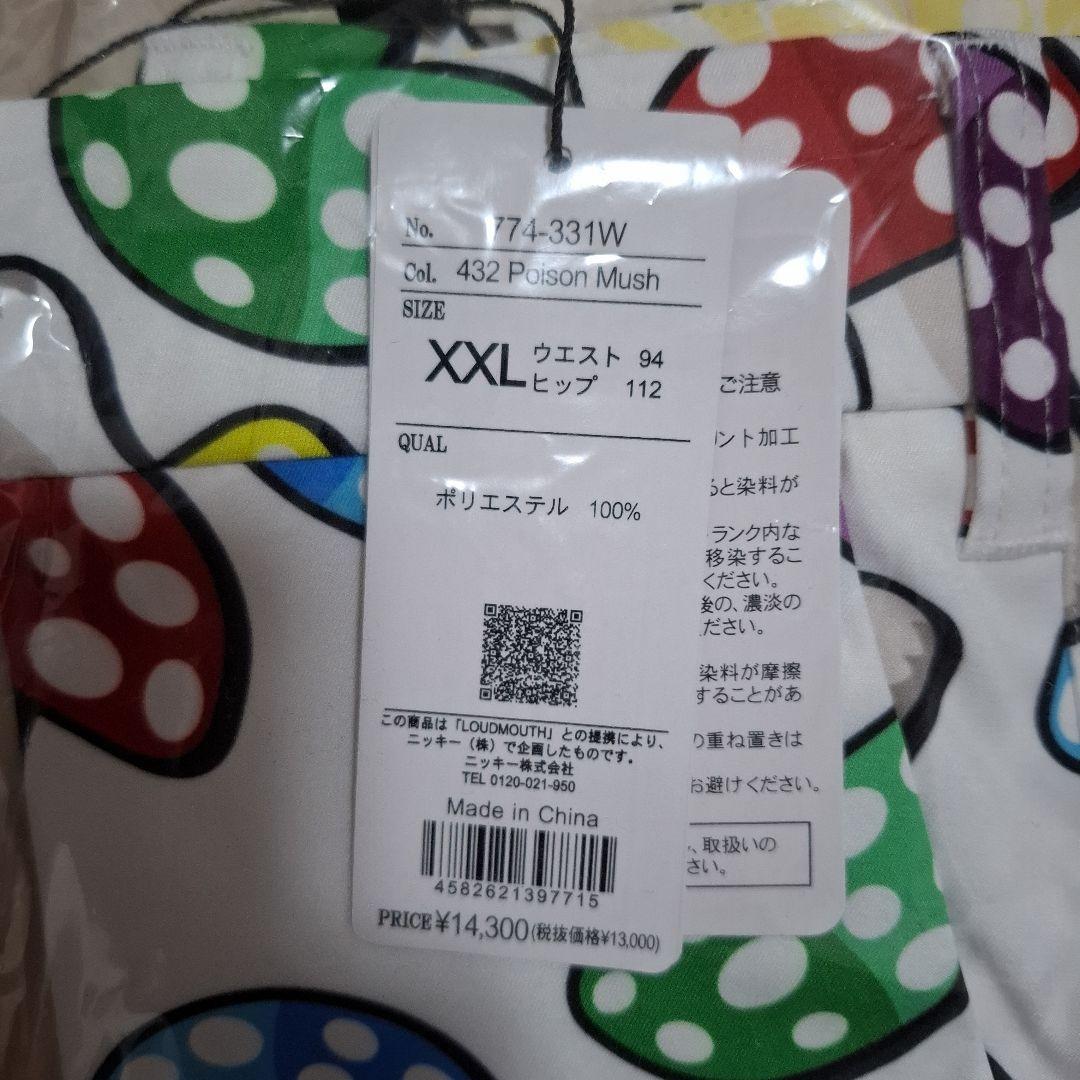 No. 774-331W
Col. 432 Poison Mush
SIZE
XXL ウエスト 94
ヒップ 112
QUAL
ポリエステル 100%
この商品は「LOUDMOUTH」との提携により、
ニッキー（株）で企画したものです。
ニッキー株式会社
TEL 0120-021-950
Made in China
4582621397715
PRICE ¥14,300(税抜価格¥13,000)
ご注意
ント加工
ると染料が
ランク内な
移染するこ
ください。
後の、濃淡の
ださい。
染料が摩擦
することがあ
の重ね置きは
お避けください。
、取扱いの
さい。